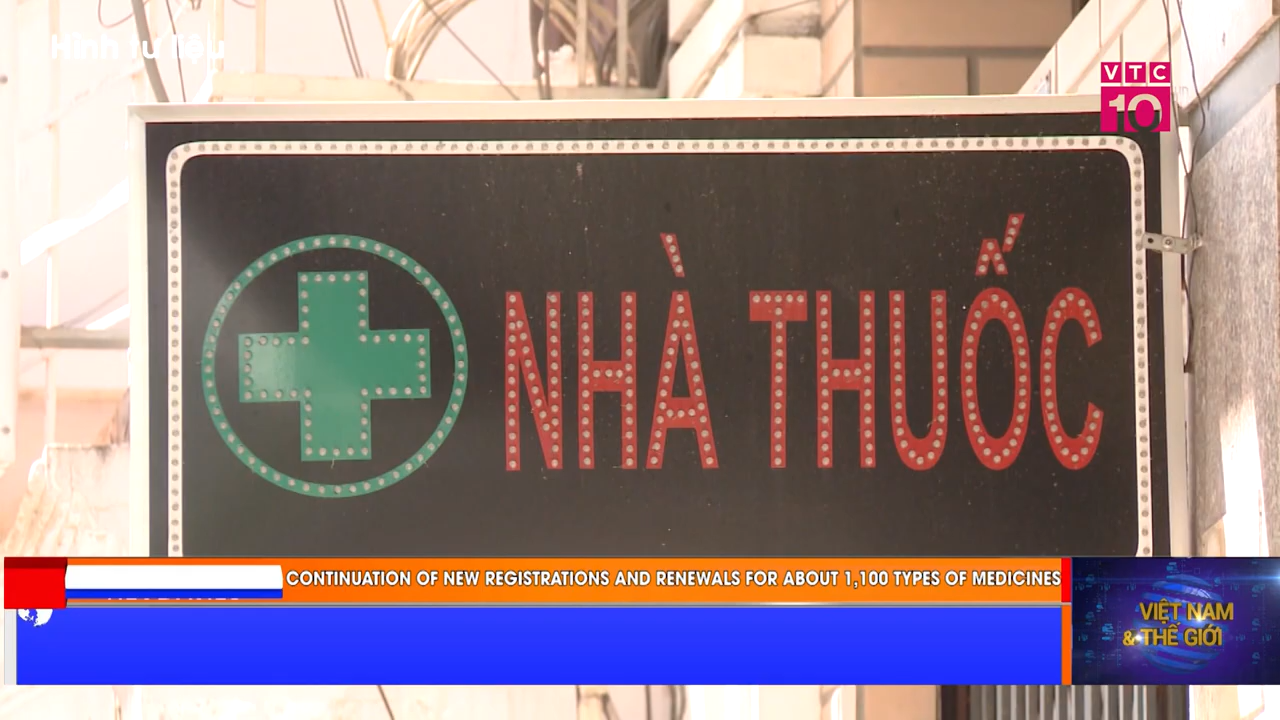 Hình tư liệu
VTC
10
NHÀ THUỐC
CONTINUATION OF NEW REGISTRATIONS AND RENEWALS FOR ABOUT 1,100 TYPES OF MEDICINES
VIỆT NAM
& THẾ GIỚI